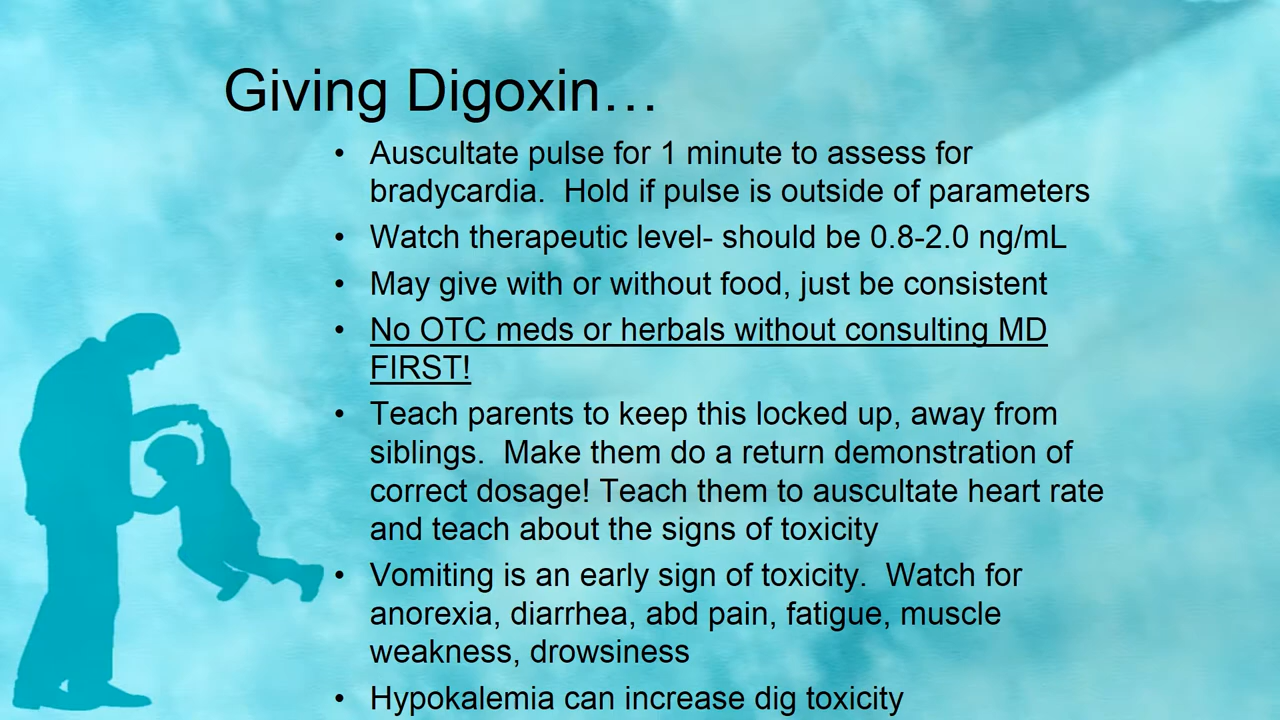 Giving Digoxin…
• Auscultate pulse for 1 minute to assess for
bradycardia.  Hold if pulse is outside of parameters
• Watch therapeutic level- should be 0.8-2.0 ng/mL
• May give with or without food, just be consistent
• No OTC meds or herbals without consulting MD
FIRST!
• Teach parents to keep this locked up, away from
siblings.  Make them do a return demonstration of
correct dosage! Teach them to auscultate heart rate
and teach about the signs of toxicity
• Vomiting is an early sign of toxicity.  Watch for
anorexia, diarrhea, abd pain, fatigue, muscle
weakness, drowsiness
• Hypokalemia can increase dig toxicity